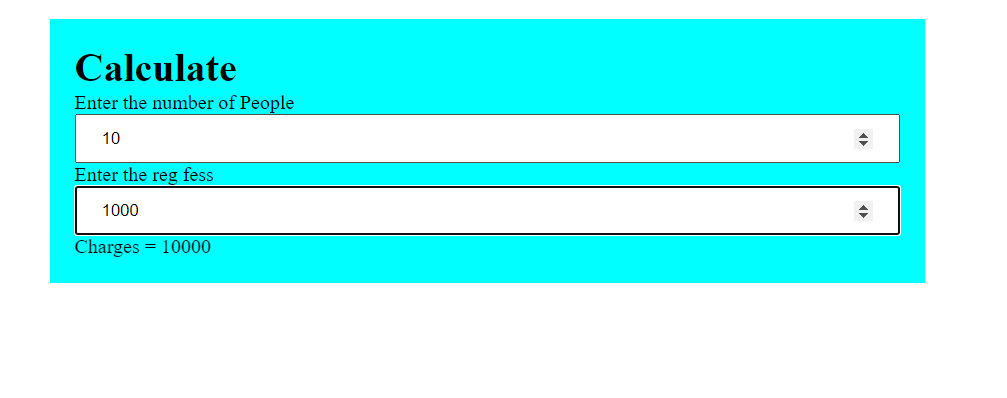 Calculate
Enter the number of People
10
Enter the reg fess
1000
Charges = 10000